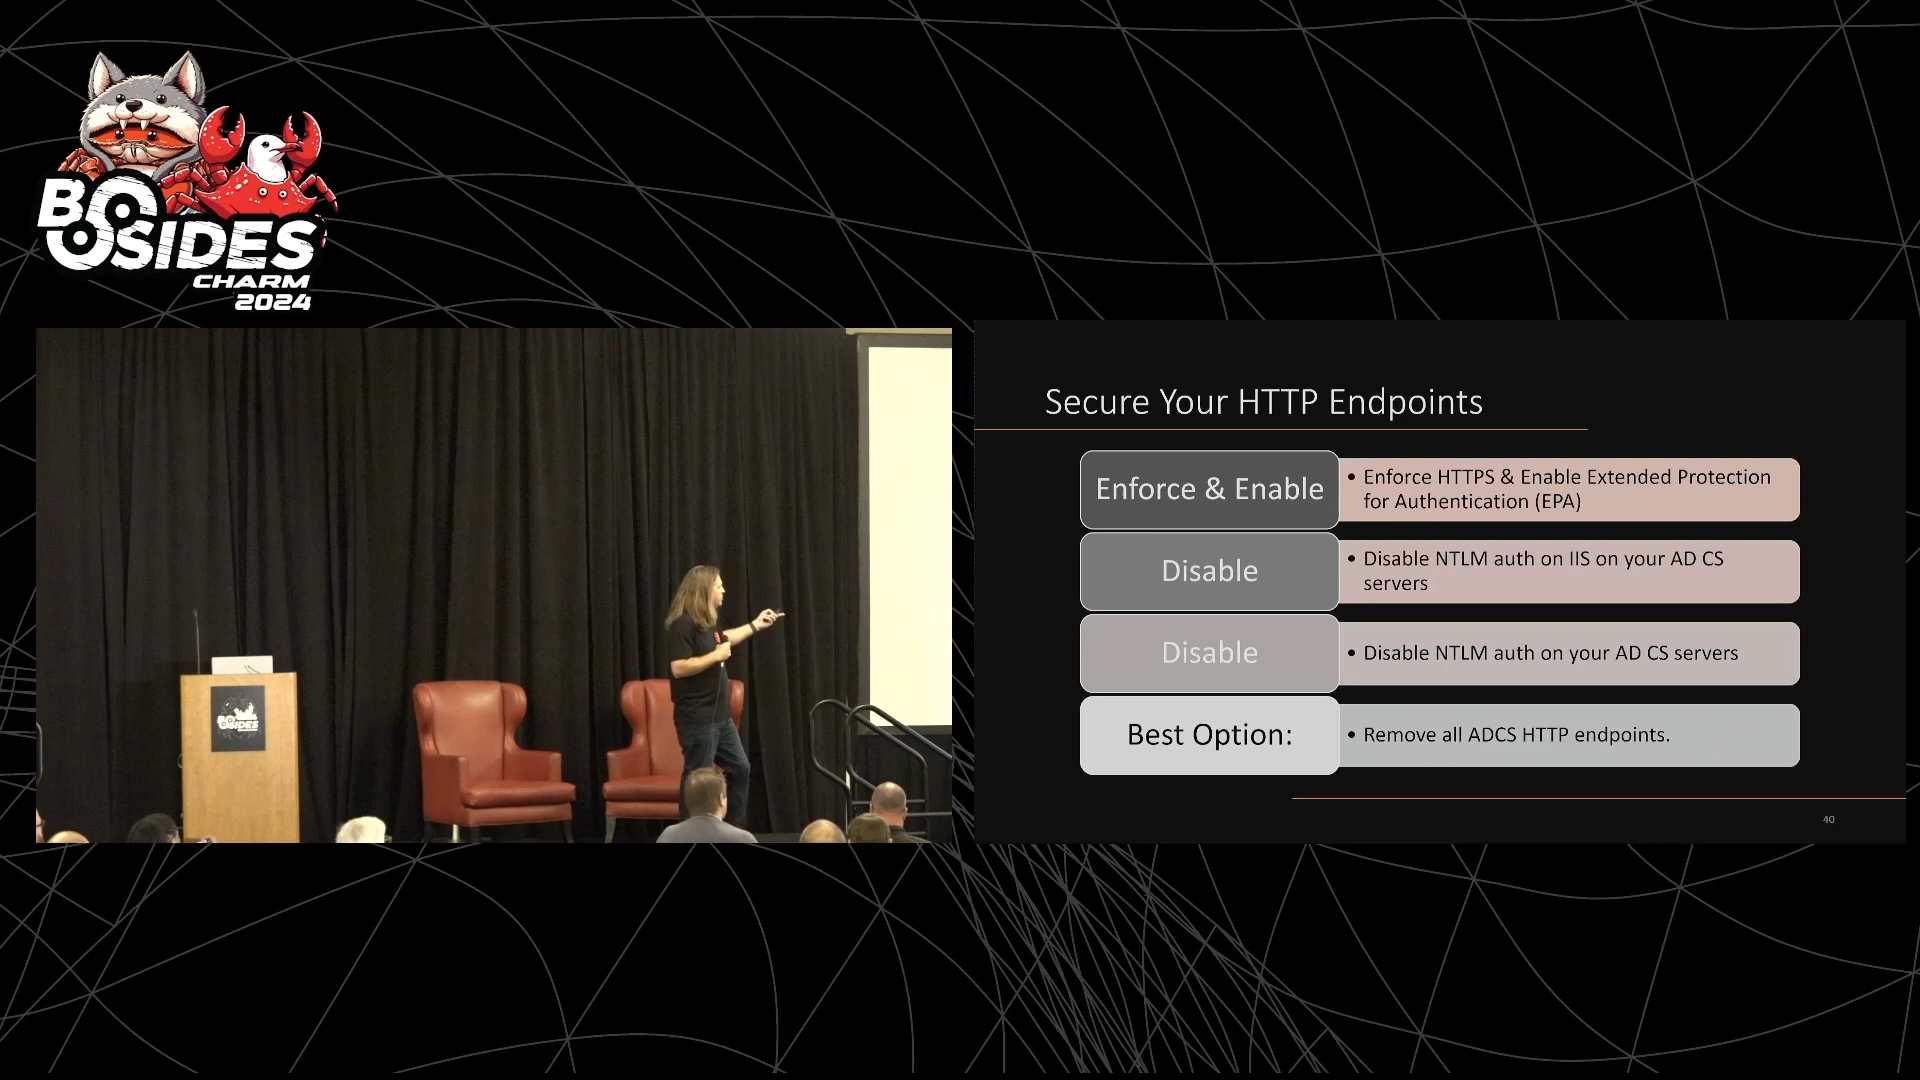 BSIDES
CHARM
2024
BSIDES
Secure Your HTTP Endpoints
Enforce & Enable
• Enforce HTTPS & Enable Extended Protection
for Authentication (EPA)
Disable
• Disable NTLM auth on IIS on your AD CS
servers
Disable
• Disable NTLM auth on your AD CS servers
Best Option:
• Remove all ADCS HTTP endpoints.
40